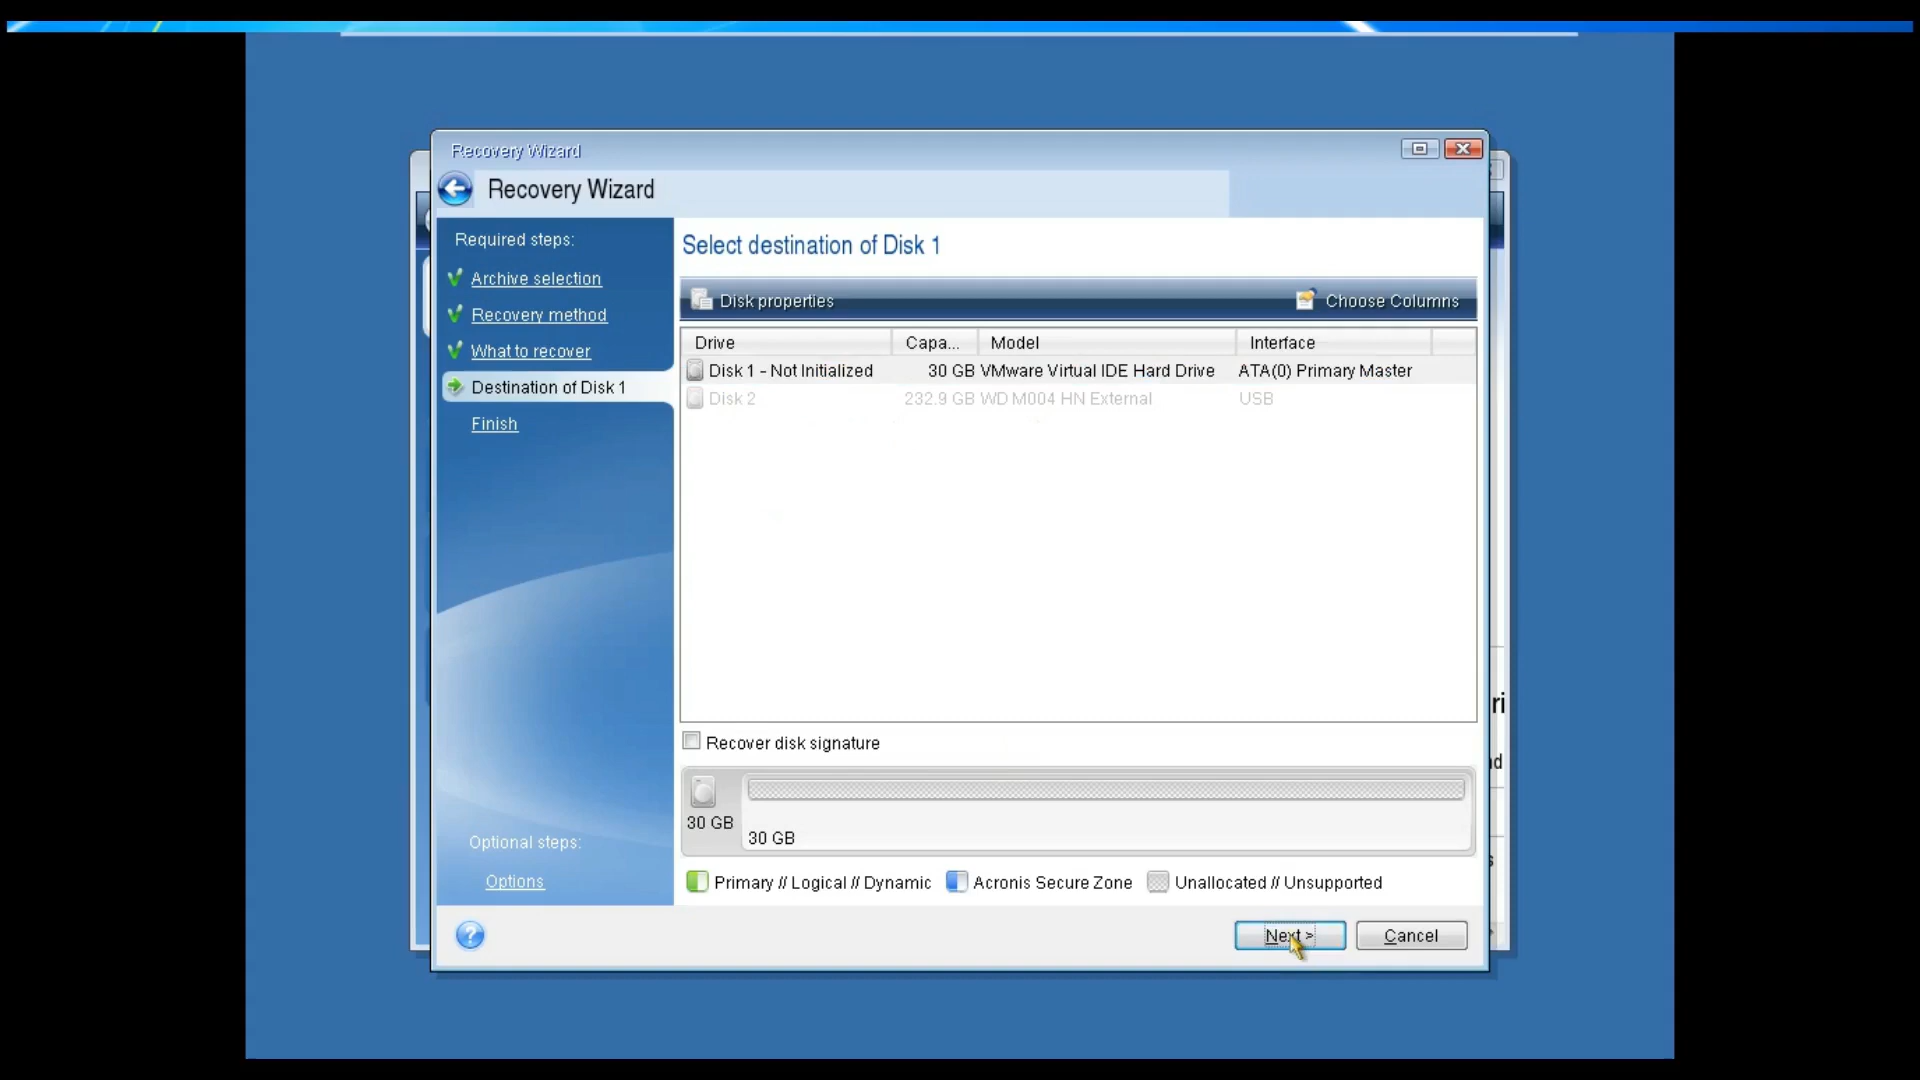 Recovery Wizard
Recovery Wizard
Required steps:
Archive selection
Recovery method
What to recover
Destination of Disk 1
Finish
Optional steps:
Options
Select destination of Disk 1
Disk properties Choose Columns
Drive Capa... Model Interface
Disk 1 - Not Initialized 30 GB VMware Virtual IDE Hard Drive ATA(0) Primary Master
Disk 2 232.9 GB WD M004 HN External USB
Recover disk signature
30 GB
30 GB
Primary // Logical // Dynamic Acronis Secure Zone Unallocated // Unsupported
Next > Cancel